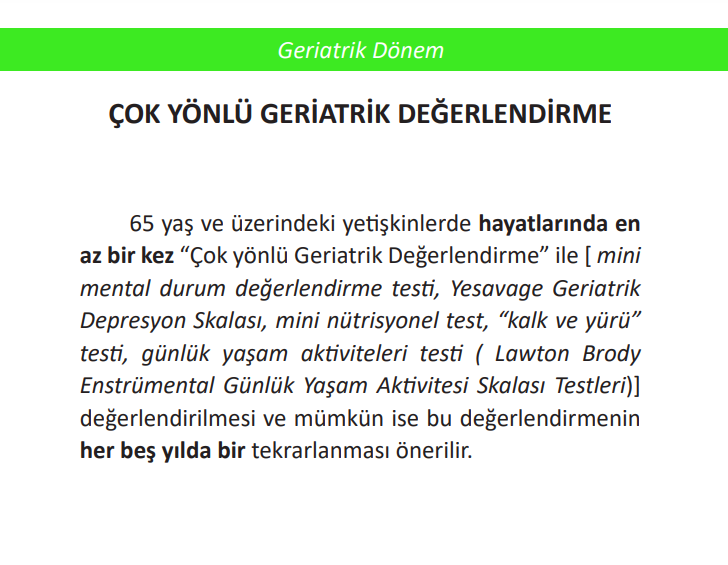 Geriatrik Dönem
ÇOK YÖNLÜ GERİATRİK DEĞERLENDİRME
65 yaş ve üzerindeki yetişkinlerde hayatlarında en
az bir kez “Çok yönlü Geriatrik Değerlendirme” ile [ mini
mental durum değerlendirme testi, Yesavage Geriatrik
Depresyon Skalası, mini nütrisyonel test, “kalk ve yürü”
testi, günlük yaşam aktiviteleri testi ( Lawton Brody
Enstrümental Günlük Yaşam Aktivitesi Skalası Testleri)]
değerlendirilmesi ve mümkün ise bu değerlendirmenin
her beş yılda bir tekrarlanması önerilir.